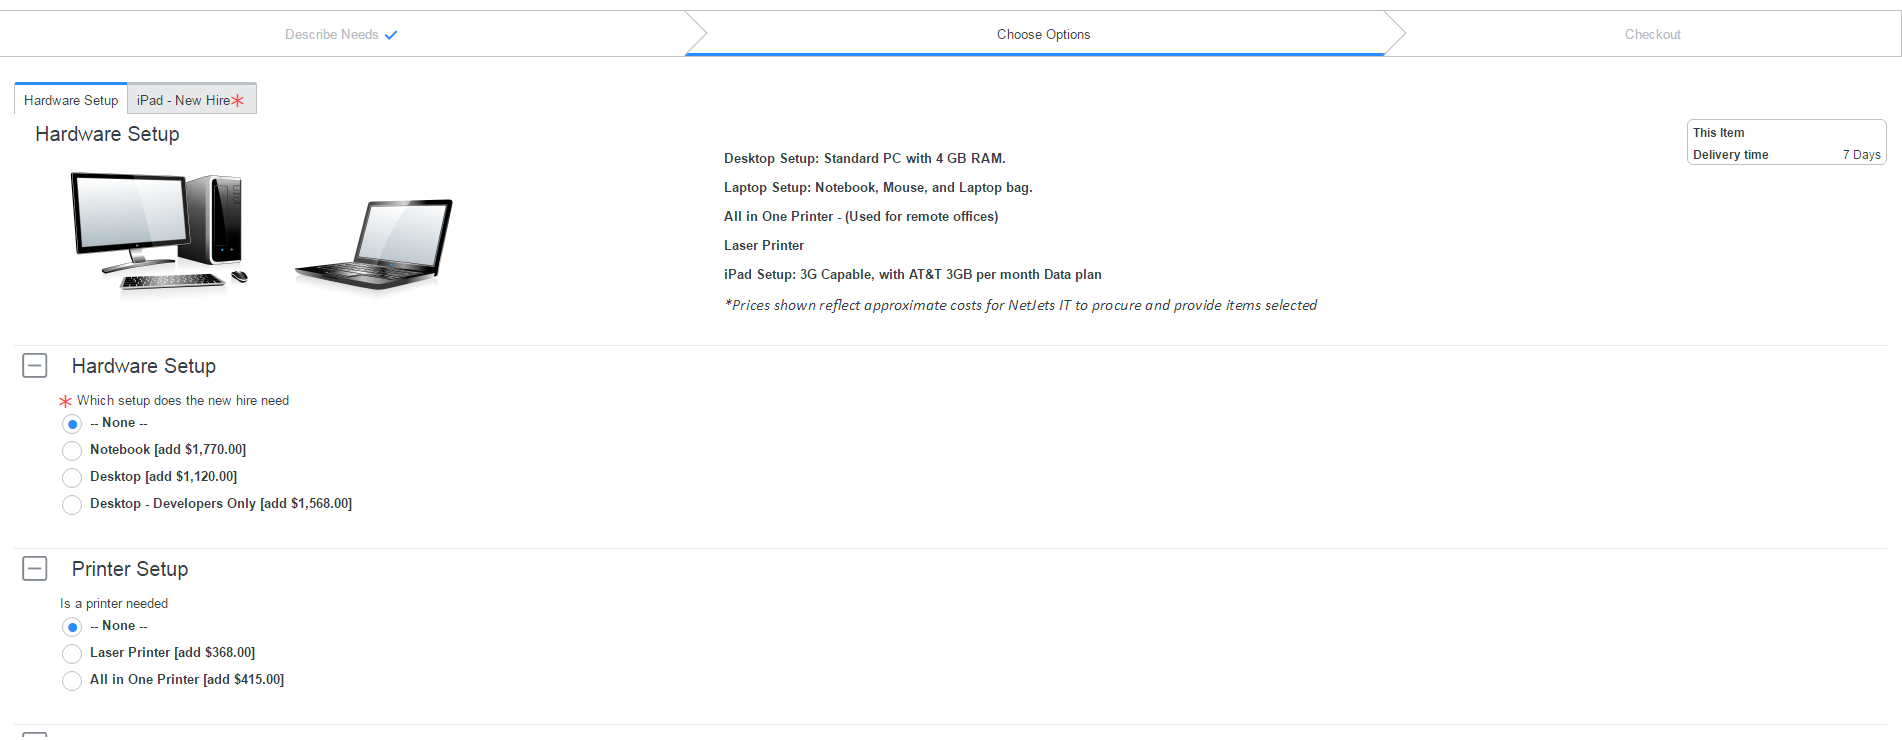 Describe Needs
Choose Options
Checkout
Hardware Setup
iPad - New Hire*
Hardware Setup
This Item
Delivery time 7 Days
Desktop Setup: Standard PC with 4 GB RAM.
Laptop Setup: Notebook, Mouse, and Laptop bag.
All in One Printer - (Used for remote offices)
Laser Printer
iPad Setup: 3G Capable, with AT&T 3GB per month Data plan
*Prices shown reflect approximate costs for NetJets IT to procure and provide items selected
Hardware Setup
* Which setup does the new hire need
-- None --
Notebook [add $1,770.00]
Desktop [add $1,120.00]
Desktop - Developers Only [add $1,568.00]
Printer Setup
Is a printer needed
-- None --
Laser Printer [add $368.00]
All in One Printer [add $415.00]